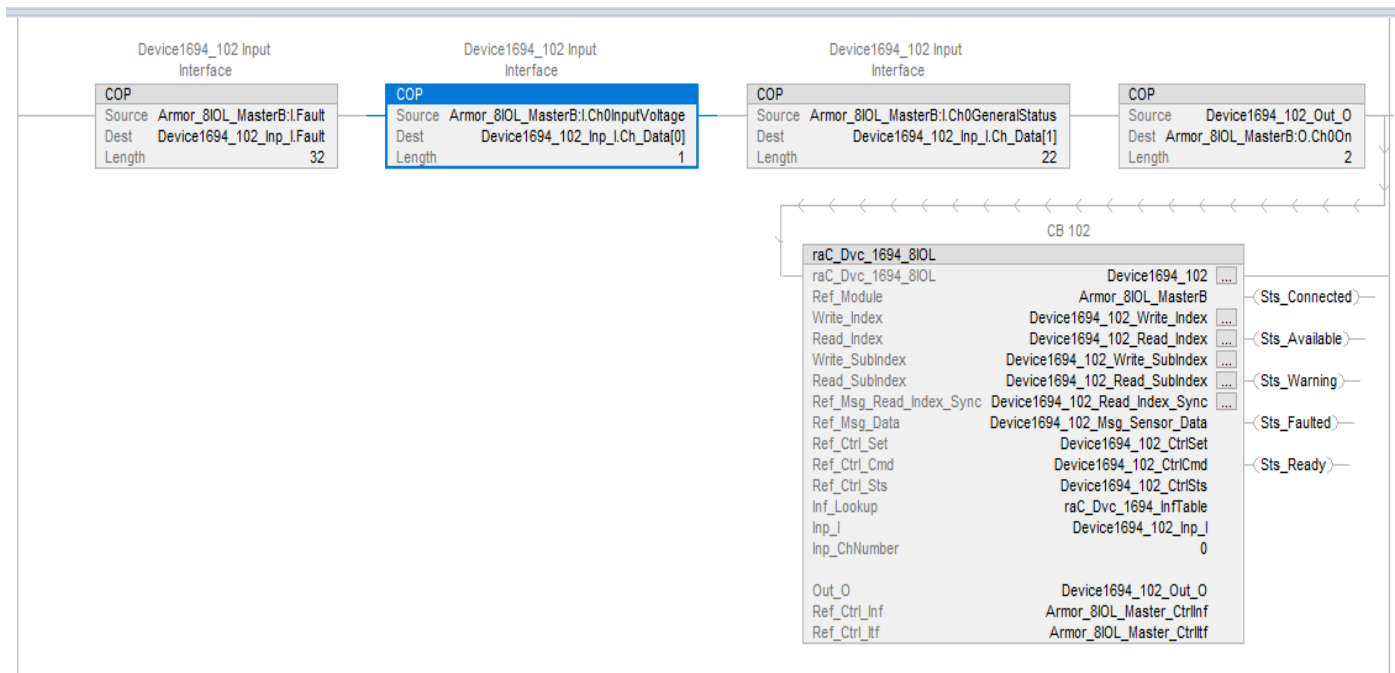 Device1694_102 Input
Interface
COP
Source Armor_8IOL_MasterB:I.Fault
Dest Device1694_102_Inp_I.Fault
Length 32
Device1694_102 Input
Interface
COP
Source Armor_8IOL_MasterB:I.Ch0InputVoltage
Dest Device1694_102_Inp_I.Ch_Data[0]
Length 1
Device1694_102 Input
Interface
COP
Source Armor_8IOL_MasterB:I.Ch0GeneralStatus
Dest Device1694_102_Inp_I.Ch_Data[1]
Length 22
COP
Source Device1694_102_Out_O
Dest Armor_8IOL_MasterB:O.Ch0On
Length 2
CB 102
raC_Dvc_1694_8IOL
raC_Dvc_1694_8IOL Device1694_102 ...
Ref_Module Armor_8IOL_MasterB (Sts_Connected)
Write_Index Device1694_102_Write_Index ...
Read_Index Device1694_102_Read_Index ... (Sts_Available)
Write_SubIndex Device1694_102_Write_SubIndex ...
Read_SubIndex Device1694_102_Read_SubIndex ... (Sts_Warning)
Ref_Msg_Read_Index_Sync Device1694_102_Read_Index_Sync ...
Ref_Msg_Data Device1694_102_Msg_Sensor_Data (Sts_Faulted)
Ref_Ctrl_Set Device1694_102_CtrlSet
Ref_Ctrl_Cmd Device1694_102_CtrlCmd (Sts_Ready)
Ref_Ctrl_Sts Device1694_102_CtrlSts
Inf_Lookup raC_Dvc_1694_InfTable
Inp_I Device1694_102_Inp_I
Inp_ChNumber 0
Out_O Device1694_102_Out_O
Ref_Ctrl_Inf Armor_8IOL_Master_CtrlInf
Ref_Ctrl_Itf Armor_8IOL_Master_CtrlItf